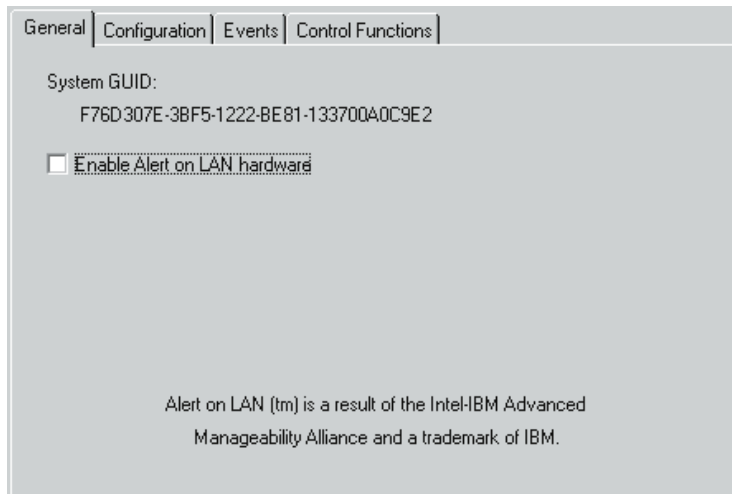 General Configuration Events Control Functions
System GUID:
F76D307E-3BF5-1222-BE81-133700A0C9E2
Enable Alert on LAN hardware
Alert on LAN (tm) is a result of the Intel-IBM Advanced
Manageability Alliance and a trademark of IBM.